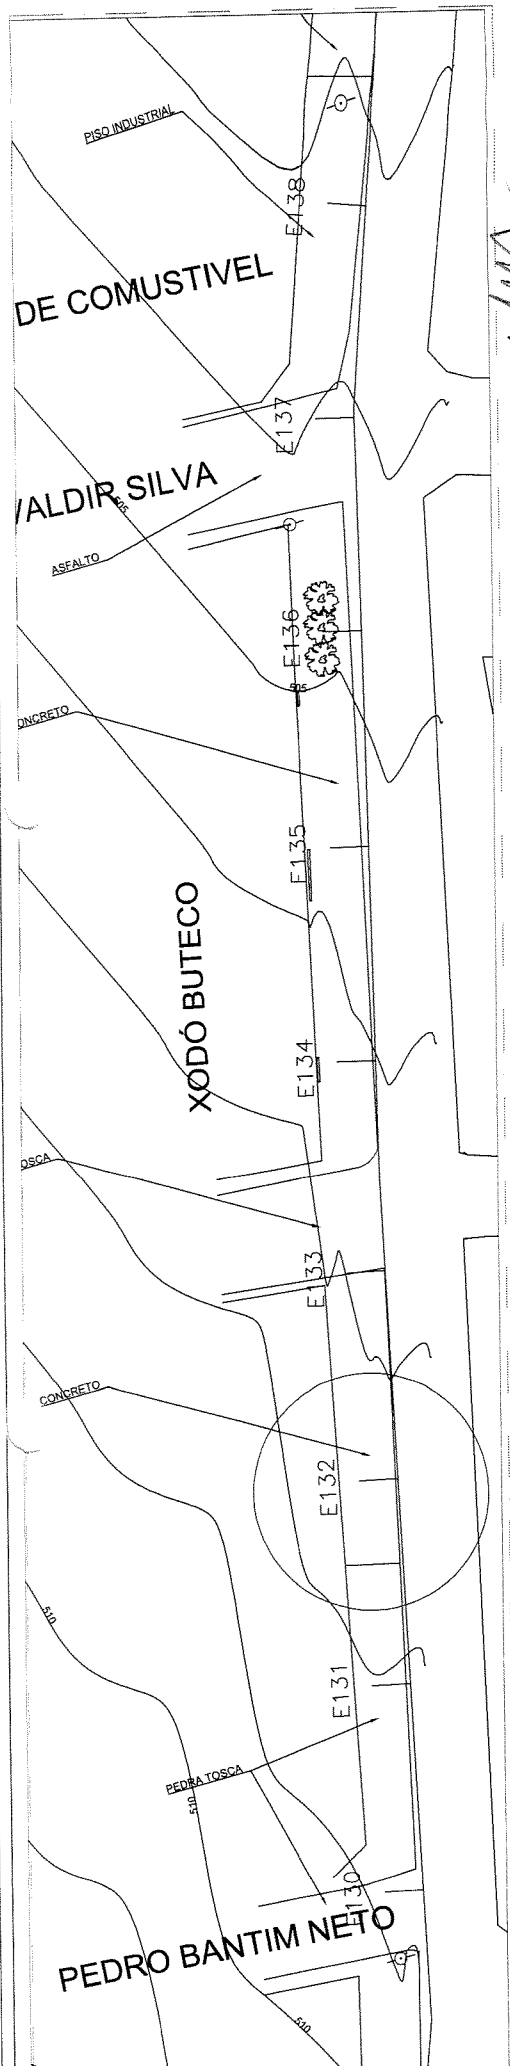 PISO INDUSTRIAL
E138
DE COMUSTIVEL
E137
VALDIR SILVA
505
ASFALTO
E136
505
ONCRETO
E135
XODÓ BUTECO
E134
OSCA
E133
CONCRETO
E132
510
E131
PEDRA TOSCA
510
E130
PEDRO BANTIM NETO
510